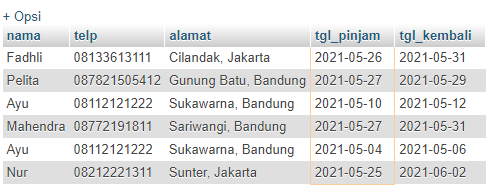 + Opsi
nama telp alamat tgl_pinjam tgl_kembali
Fadhli 08133613111 Cilandak, Jakarta 2021-05-26 2021-05-31
Pelita 087821505412 Gunung Batu, Bandung 2021-05-27 2021-05-29
Ayu 08112121222 Sukawarna, Bandung 2021-05-10 2021-05-12
Mahendra 08772191811 Sariwangi, Bandung 2021-05-27 2021-05-31
Ayu 08112121222 Sukawarna, Bandung 2021-05-04 2021-05-06
Nur 08212221311 Sunter, Jakarta 2021-05-25 2021-06-02